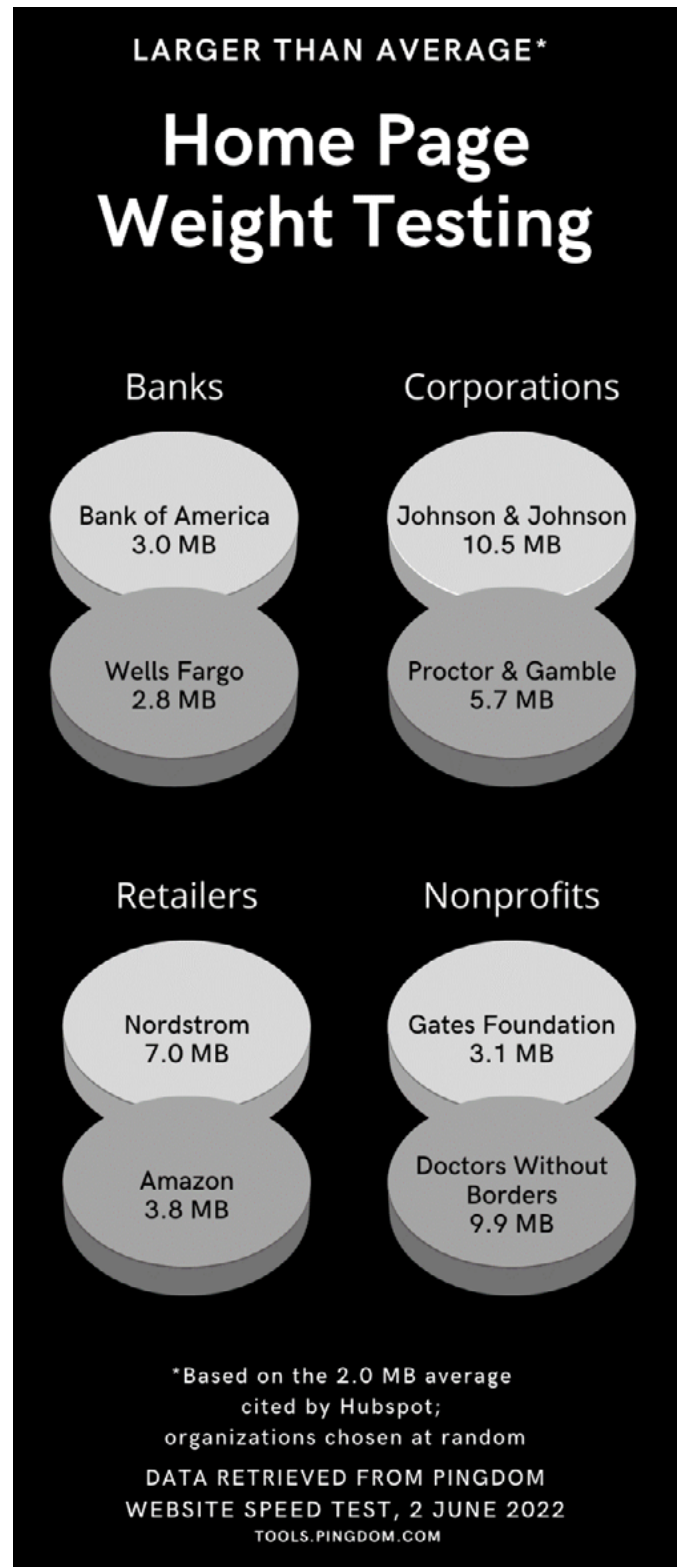 LARGER THAN AVERAGE*
Home Page
Weight Testing
Banks
Bank of America
3.0 MB
Wells Fargo
2.8 MB
Corporations
Johnson & Johnson
10.5 MB
Proctor & Gamble
5.7 MB
Retailers
Nordstrom
7.0 MB
Amazon
3.8 MB
Nonprofits
Gates Foundation
3.1 MB
Doctors Without
Borders
9.9 MB
*Based on the 2.0 MB average
cited by Hubspot;
organizations chosen at random
DATA RETRIEVED FROM PINGDOM
WEBSITE SPEED TEST, 2 JUNE 2022
TOOLS.PINGDOM.COM